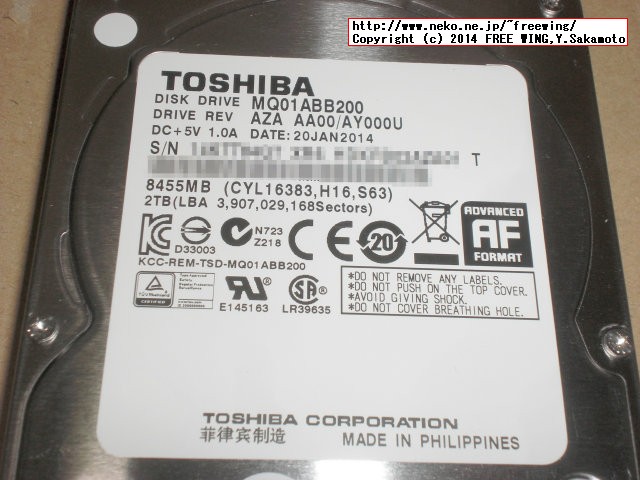 http://www.neko.ne.jp/~freewing/
Copyright (c) 2014 FREE WING,Y.Sakamoto
TOSHIBA
DISK DRIVE MQ01ABB200
DRIVE REV AZA AA00/AY000U
DC+5V 1.0A DATE:20JAN2014
S/N T
8455MB (CYL16383,H16,S63)
2TB(LBA 3,907,029,168Sectors)
D33003
N723
Z218
CE
20
ADVANCED
AF
FORMAT
KCC-REM-TSD-MQ01ABB200
E145163
LR39635
*DO NOT REMOVE ANY LABELS.
*DO NOT PUSH ON THE TOP COVER.
*AVOID GIVING SHOCK.
*DO NOT COVER BREATHING HOLE.
TOSHIBA CORPORATION
菲律宾制造 MADE IN PHILIPPINES